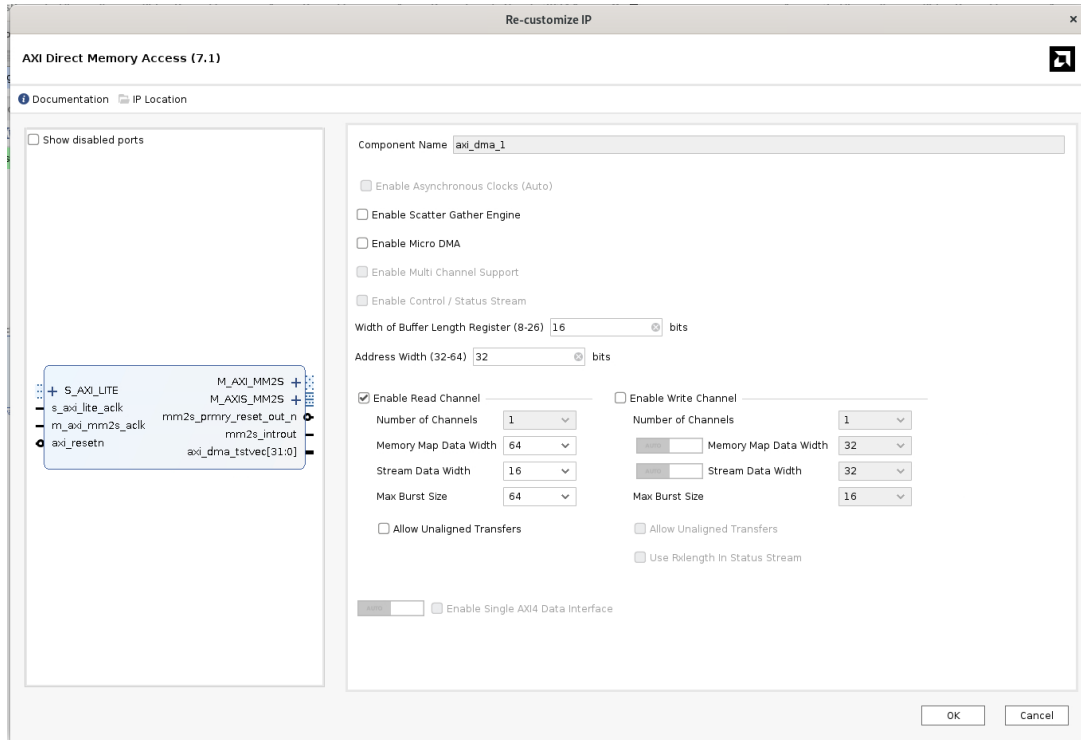 Re-customize IP
AXI Direct Memory Access (7.1)
Documentation IP Location
Show disabled ports
S_AXI_LITE
s_axi_lite_aclk
m_axi_mm2s_aclk
axi_resetn
M_AXI_MM2S
M_AXIS_MM2S
mm2s_prmry_reset_out_n
mm2s_introut
axi_dma_tstvec[31:0]
Component Name axi_dma_1
Enable Asynchronous Clocks (Auto)
Enable Scatter Gather Engine
Enable Micro DMA
Enable Multi Channel Support
Enable Control / Status Stream
Width of Buffer Length Register (8-26) 16 bits
Address Width (32-64) 32 bits
Enable Read Channel
Number of Channels 1
Memory Map Data Width 64
Stream Data Width 16
Max Burst Size 64
Allow Unaligned Transfers
Enable Write Channel
Number of Channels 1
AUTO Memory Map Data Width 32
AUTO Stream Data Width 32
Max Burst Size 16
Allow Unaligned Transfers
Use Rxlength In Status Stream
AUTO Enable Single AXI4 Data Interface
OK Cancel